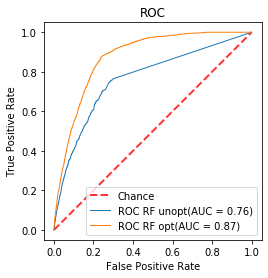 ROC
True Positive Rate
1.0
0.8
0.6
0.4
0.2
0.0
Chance
ROC RF unopt(AUC = 0.76)
ROC RF opt(AUC = 0.87)
0.0 0.2 0.4 0.6 0.8 1.0
False Positive Rate